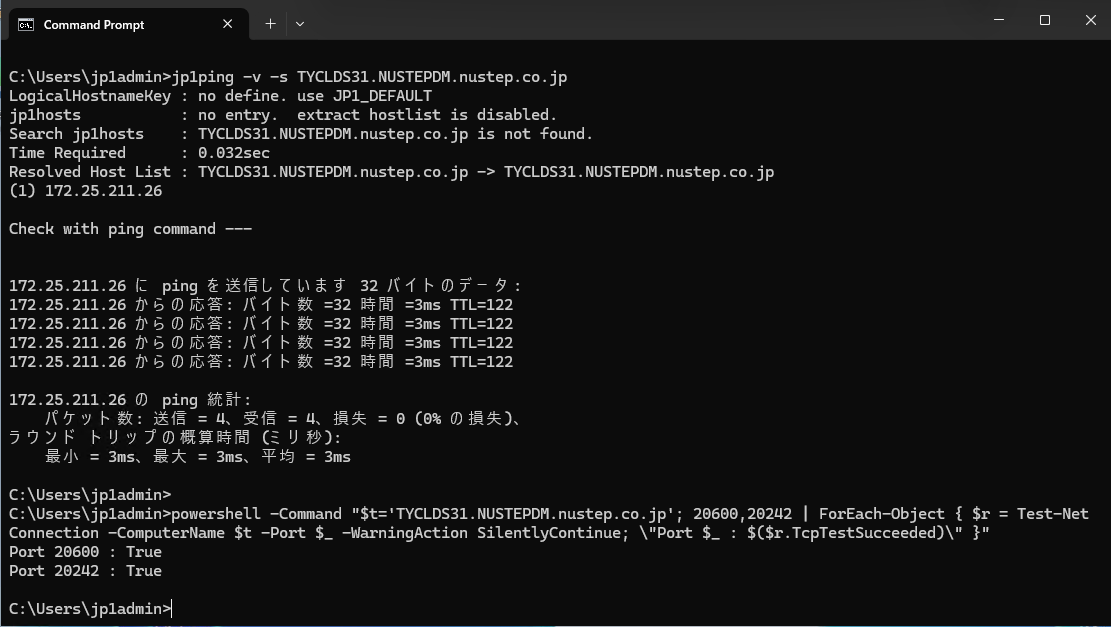 Command Prompt
C:\Users\jp1admin>jp1ping -v -s TYCLDS31.NUSTEPDM.nustep.co.jp
LogicalHostnameKey : no define. use JP1_DEFAULT
jp1hosts           : no entry.  extract hostlist is disabled.
Search jp1hosts    : TYCLDS31.NUSTEPDM.nustep.co.jp is not found.
Time Required      : 0.032sec
Resolved Host List : TYCLDS31.NUSTEPDM.nustep.co.jp -> TYCLDS31.NUSTEPDM.nustep.co.jp
(1) 172.25.211.26
Check with ping command ---
172.25.211.26 に ping を送信しています 32 バイトのデータ:
172.25.211.26 からの応答: バイト数 =32 時間 =3ms TTL=122
172.25.211.26 からの応答: バイト数 =32 時間 =3ms TTL=122
172.25.211.26 からの応答: バイト数 =32 時間 =3ms TTL=122
172.25.211.26 からの応答: バイト数 =32 時間 =3ms TTL=122
172.25.211.26 の ping 統計:
    パケット数: 送信 = 4、受信 = 4、損失 = 0 (0% の損失)、
ラウンド トリップの概算時間 (ミリ秒):
    最小 = 3ms、最大 = 3ms、平均 = 3ms
C:\Users\jp1admin>
C:\Users\jp1admin>powershell -Command "$t='TYCLDS31.NUSTEPDM.nustep.co.jp'; 20600,20242 | ForEach-Object { $r = Test-Net
Connection -ComputerName $t -Port $_ -WarningAction SilentlyContinue; \"Port $_ : $($r.TcpTestSucceeded)\" }"
Port 20600 : True
Port 20242 : True
C:\Users\jp1admin>